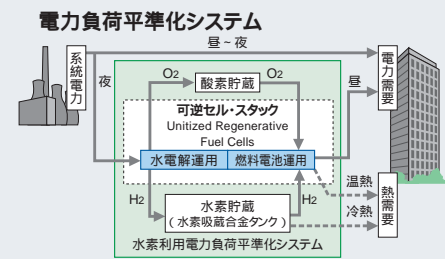 電力負荷平準化システム
昼~夜
系統電力
夜
O2
酸素貯蔵
O2
昼
電力需要
可逆セル・スタック
Unitized Regenerative
Fuel Cells
水電解運用
燃料電池運用
H2
水素貯蔵
(水素吸蔵合金タンク)
H2
温熱
冷熱
熱需要
水素利用電力負荷平準化システム